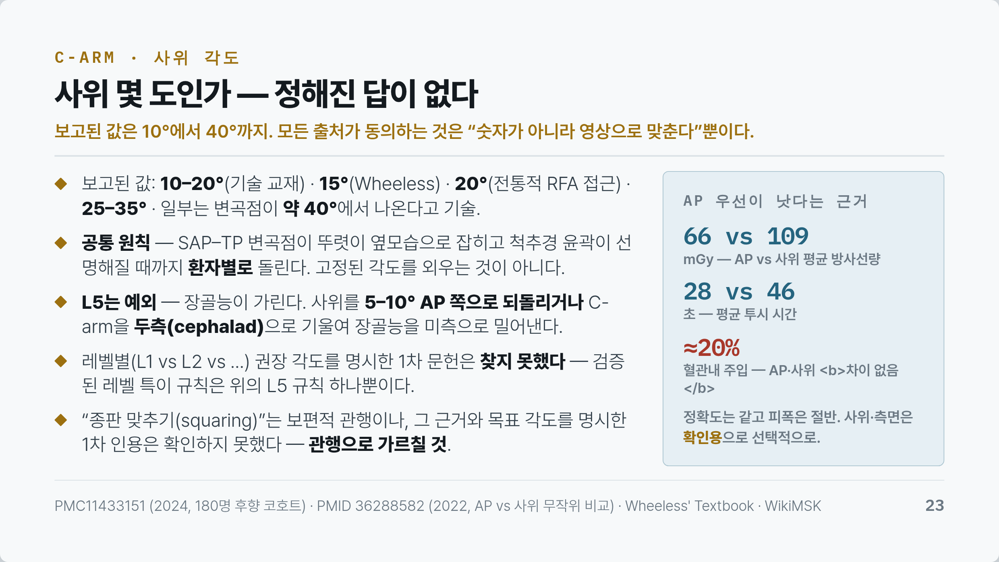 C-ARM · 사위 각도
사위 몇 도인가 — 정해진 답이 없다
보고된 값은 10°에서 40°까지. 모든 출처가 동의하는 것은 “숫자가 아니라 영상으로 맞춘다”뿐이다.
보고된 값: 10–20°(기술 교재) · 15°(Wheeless) · 20°(전통적 RFA 접근) ·
25–35° · 일부는 변곡점이 약 40°에서 나온다고 기술.
공통 원칙 — SAP–TP 변곡점이 뚜렷이 옆모습으로 잡히고 척추경 윤곽이 선
명해질 때까지 환자별로 돌린다. 고정된 각도를 외우는 것이 아니다.
L5는 예외 — 장골능이 가린다. 사위를 5–10° AP 쪽으로 되돌리거나 C-
arm을 두측(cephalad)으로 기울여 장골능을 미측으로 밀어낸다.
레벨별(L1 vs L2 vs …) 권장 각도를 명시한 1차 문헌은 찾지 못했다 — 검증
된 레벨 특이 규칙은 위의 L5 규칙 하나뿐이다.
“종판 맞추기(squaring)”는 보편적 관행이나, 그 근거와 목표 각도를 명시한
1차 인용은 확인하지 못했다 — 관행으로 가르칠 것.
AP 우선이 낫다는 근거
66 vs 109
mGy — AP vs 사위 평균 방사선량
28 vs 46
초 — 평균 투시 시간
≈20%
혈관내 주입 — AP·사위 <b>차이 없음
</b>
정확도는 같고 피폭은 절반. 사위·측면은
확인용으로 선택적으로.
PMC11433151 (2024, 180명 후향 코호트) · PMID 36288582 (2022, AP vs 사위 무작위 비교) · Wheeless' Textbook · WikiMSK
23